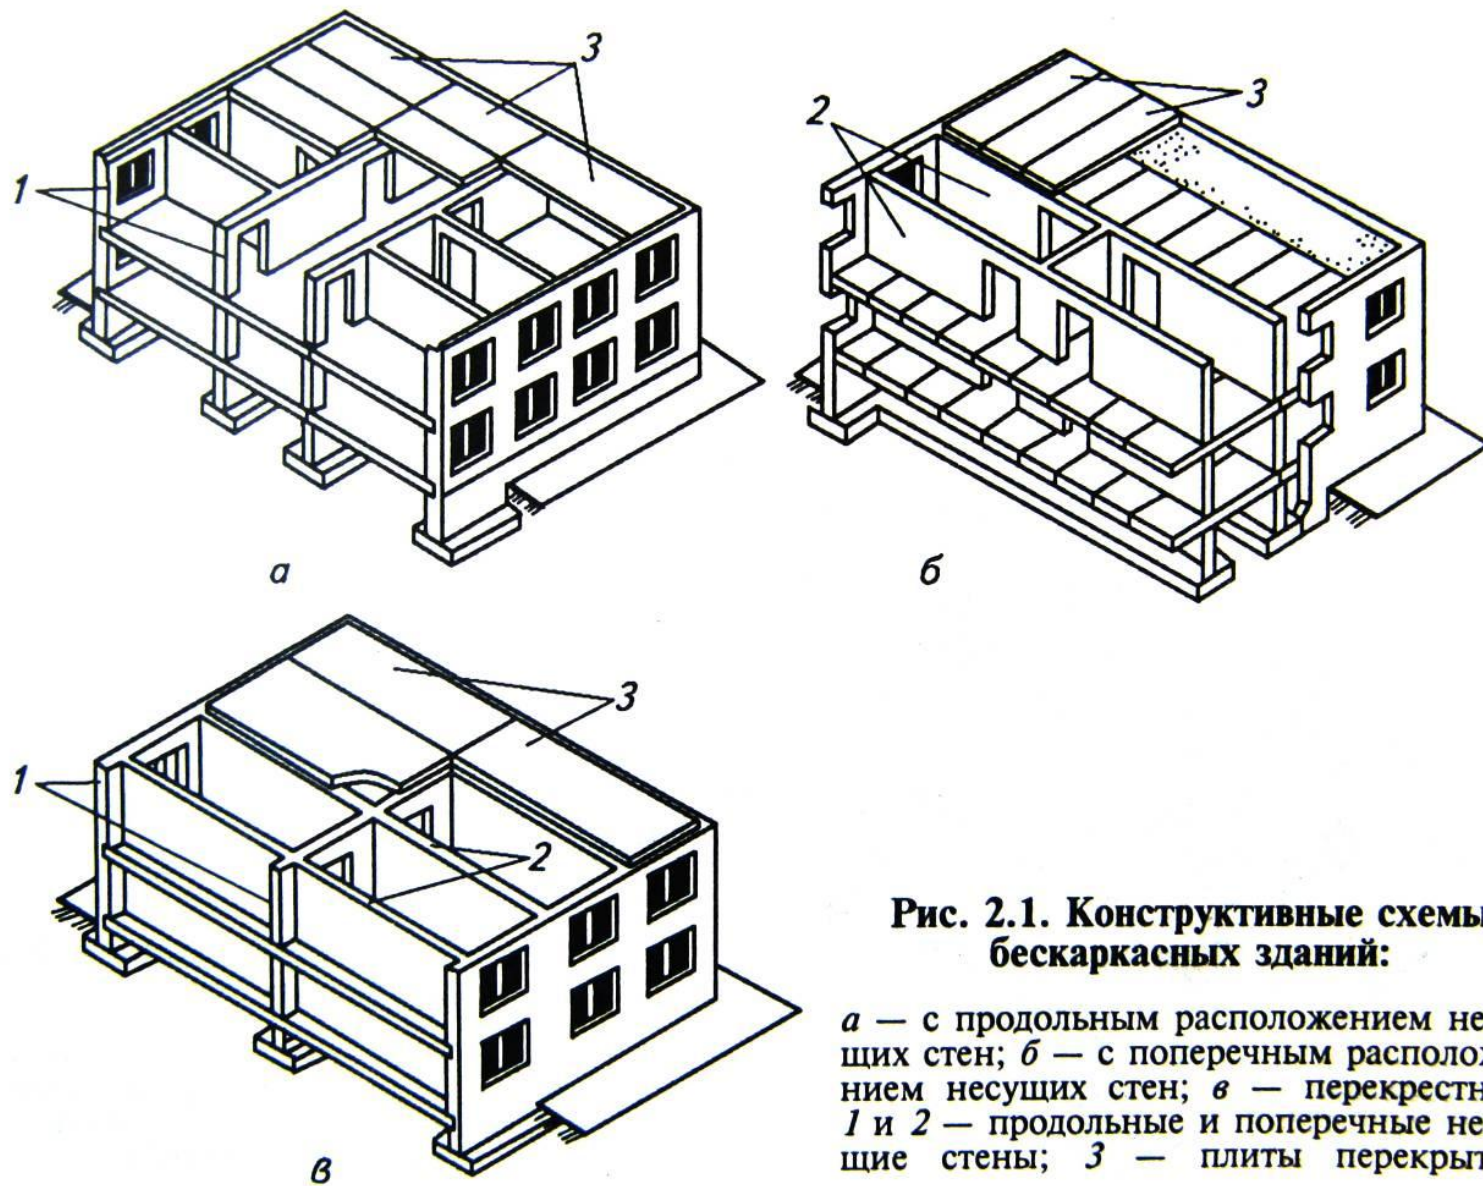 3
1
а
2
3
б
3
1
2
в
Рис. 2.1. Конструктивные схемы
бескаркасных зданий:
а — с продольным расположением не
щих стен; б — с поперечным располож
нием несущих стен; в — перекрестн
1 и 2 — продольные и поперечные не
щие стены; 3 — плиты перекрыт